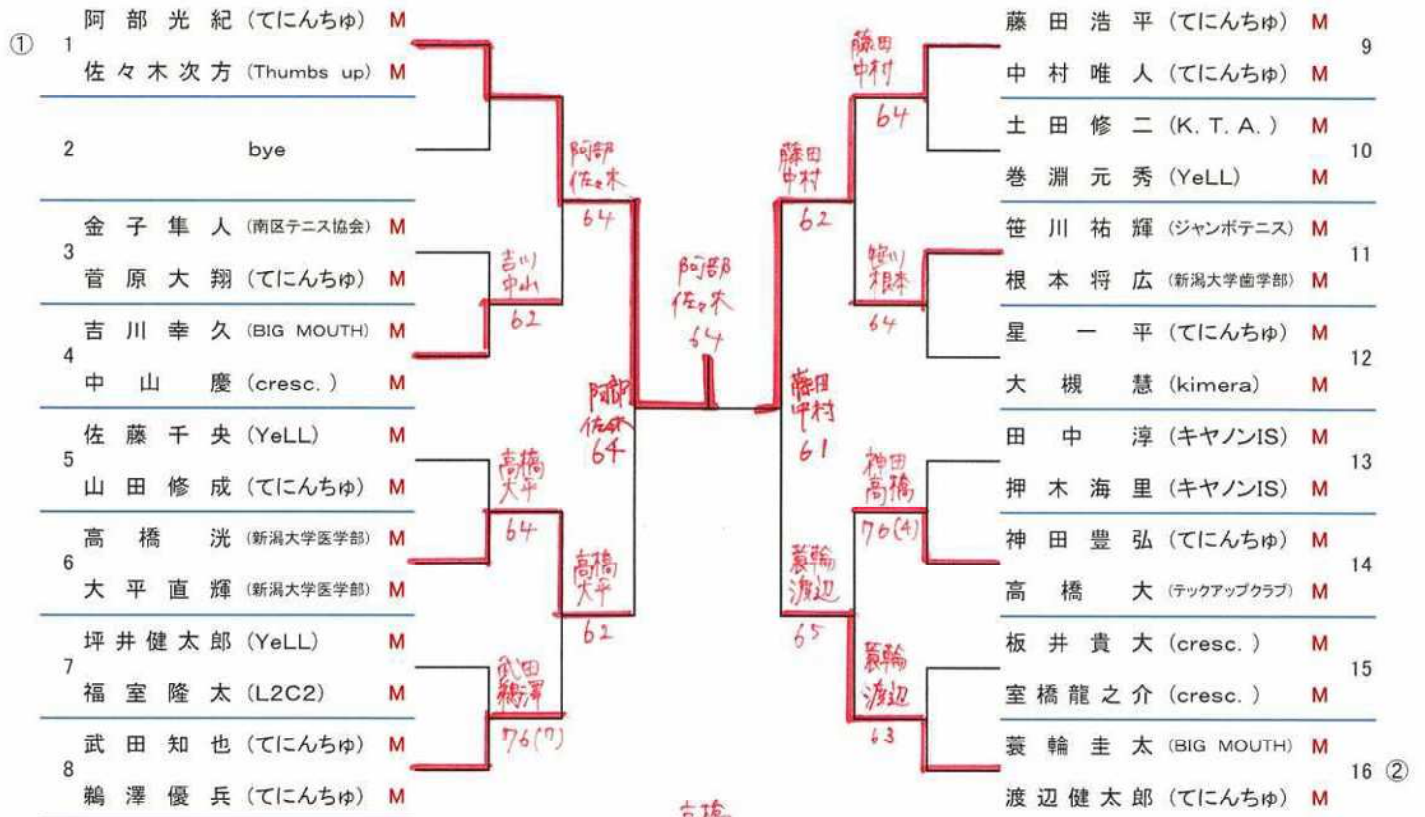 阿部光紀 (てにんちゅ) M
① 1
佐々木次方 (Thumbs up) M
2 bye
金子隼人 (南区テニス協会) M
3
菅原大翔 (てにんちゅ) M
吉川幸久 (BIG MOUTH) M
4
中山慶 (cresc.) M
佐藤千央 (YeLL) M
5
山田修成 (てにんちゅ) M
高橋洸 (新潟大学医学部) M
6
大平直輝 (新潟大学医学部) M
坪井健太郎 (YeLL) M
7
福室隆太 (L2C2) M
武田知也 (てにんちゅ) M
8
鵜澤優兵 (てにんちゅ) M
阿部
佐々木
64
吉川
中山
62
高橋
大平
64
高橋
大平
62
武田
鵜澤
76(7)
阿部
佐々木
64
阿部
佐々木
64
藤田
中村
61
藤田
中村
62
藤田
中村
64
笹川
根本
64
神田
高橋
76(4)
蓑輪
渡辺
65
蓑輪
渡辺
63
藤田浩平 (てにんちゅ) M
9
中村唯人 (てにんちゅ) M
土田修二 (K.T.A.) M
10
巻淵元秀 (YeLL) M
笹川祐輝 (ジャンボテニス) M
11
根本将広 (新潟大学歯学部) M
星一平 (てにんちゅ) M
12
大槻慧 (kimera) M
田中淳 (キヤノンIS) M
13
押木海里 (キヤノンIS) M
神田豊弘 (てにんちゅ) M
14
高橋大 (テックアップクラブ) M
板井貴大 (cresc.) M
15
室橋龍之介 (cresc.) M
蓑輪圭太 (BIG MOUTH) M
16 ②
渡辺健太郎 (てにんちゅ) M